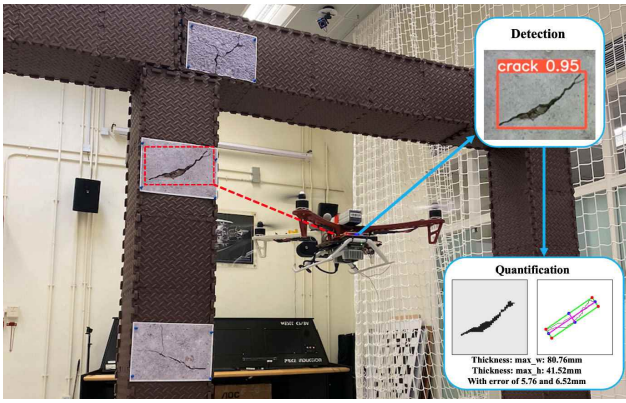 Detection
crack 0.95
Quantification
Thickness: max_w: 80.76mm
Thickness: max_h: 41.52mm
With error of 5.76 and 6.52mm